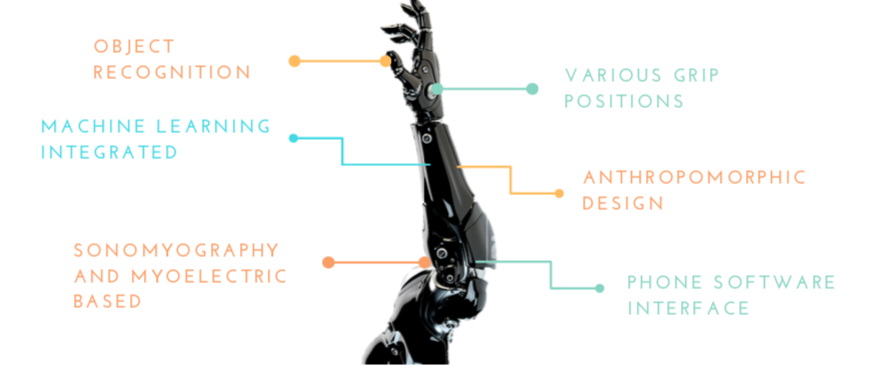 OBJECT
RECOGNITION
VARIOUS GRIP
POSITIONS
MACHINE LEARNING
INTEGRATED
ANTHROPOMORPHIC
DESIGN
SONOMYOGRAPHY
AND MYOELECTRIC
BASED
PHONE SOFTWARE
INTERFACE